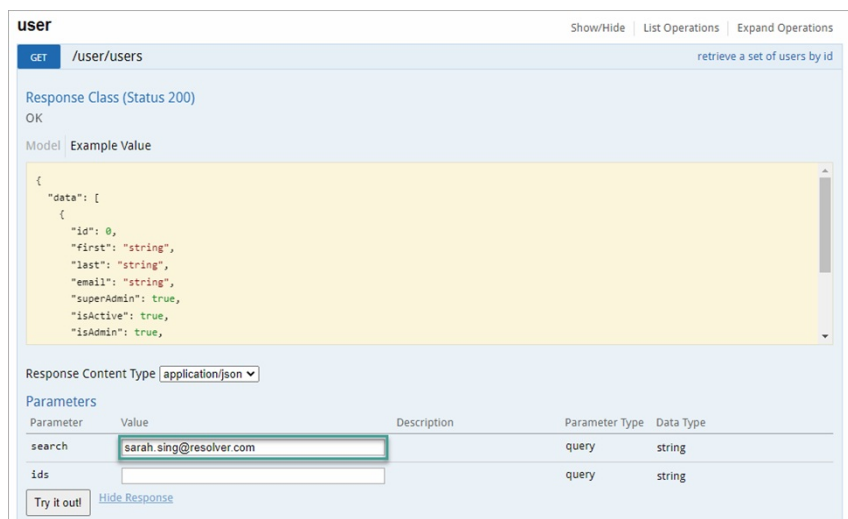 user
Show/Hide List Operations Expand Operations
GET /user/users retrieve a set of users by id
Response Class (Status 200)
OK
Model Example Value
{
"data": [
{
"id": 0,
"first": "string",
"last": "string",
"email": "string",
"superAdmin": true,
"isActive": true,
"isAdmin": true,
Response Content Type application/json
Parameters
Parameter Value Description Parameter Type Data Type
search sarah.sing@resolver.com query string
ids query string
Try it out! Hide Response